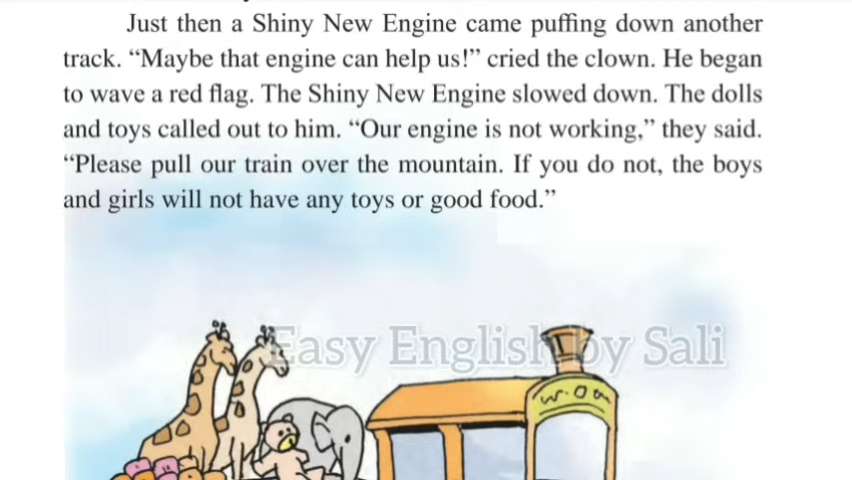 Just then a Shiny New Engine came puffing down another
track. “Maybe that engine can help us!” cried the clown. He began
to wave a red flag. The Shiny New Engine slowed down. The dolls
and toys called out to him. “Our engine is not working,” they said.
“Please pull our train over the mountain. If you do not, the boys
and girls will not have any toys or good food.”
Easy English by Sali